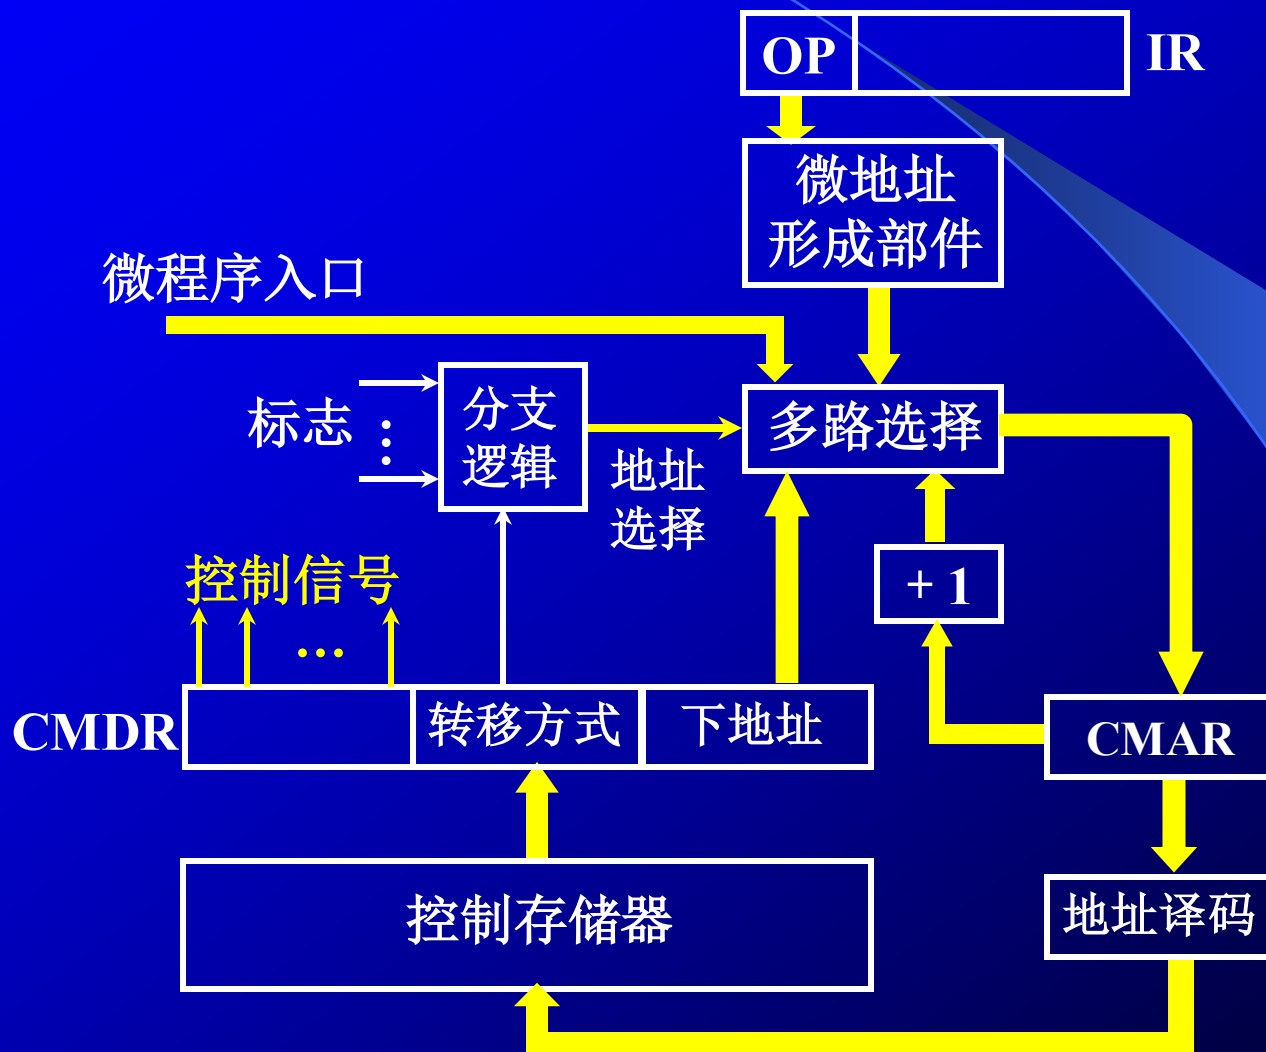 OP
IR
微地址
形成部件
微程序入口
标志
⋮
分支
逻辑
地址
选择
多路选择
控制信号
…
+ 1
CMDR
转移方式
下地址
CMAR
控制存储器
地址译码